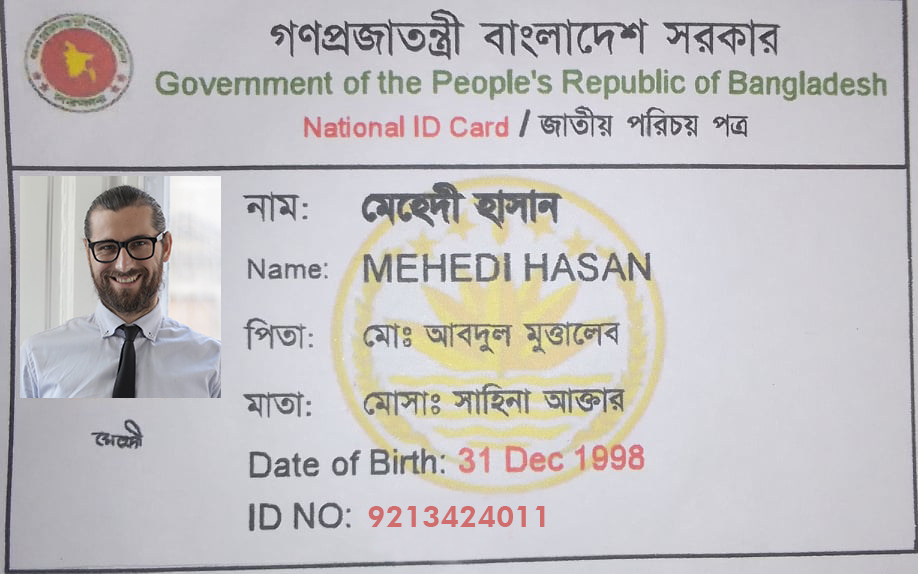 গণপ্রজাতন্ত্রী বাংলাদেশ সরকার
Government of the People's Republic of Bangladesh
National ID Card / জাতীয় পরিচয় পত্র
নাম: মেহেদী হাসান
Name: MEHEDI HASAN
পিতা: মোঃ আবদুল মুত্তালেব
মাতা: মোসাঃ সাহিনা আক্তার
মেহেদী
Date of Birth: 31 Dec 1998
ID NO: 9213424011